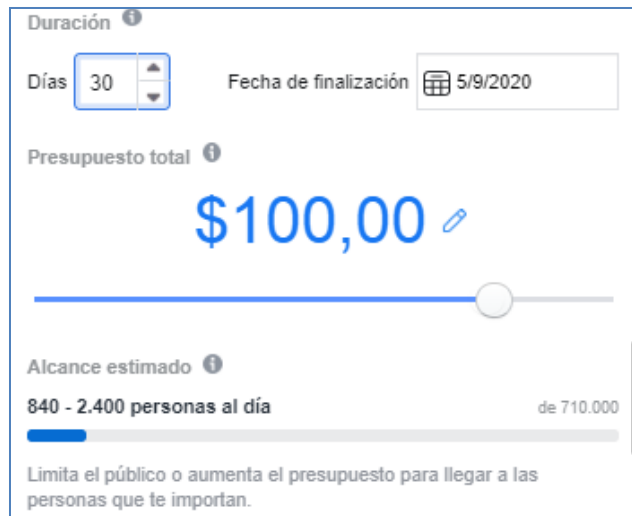 Duración
Días 30 Fecha de finalización 5/9/2020
Presupuesto total
$100,00
Alcance estimado
840 - 2.400 personas al día de 710.000
Limita el público o aumenta el presupuesto para llegar a las
personas que te importan.